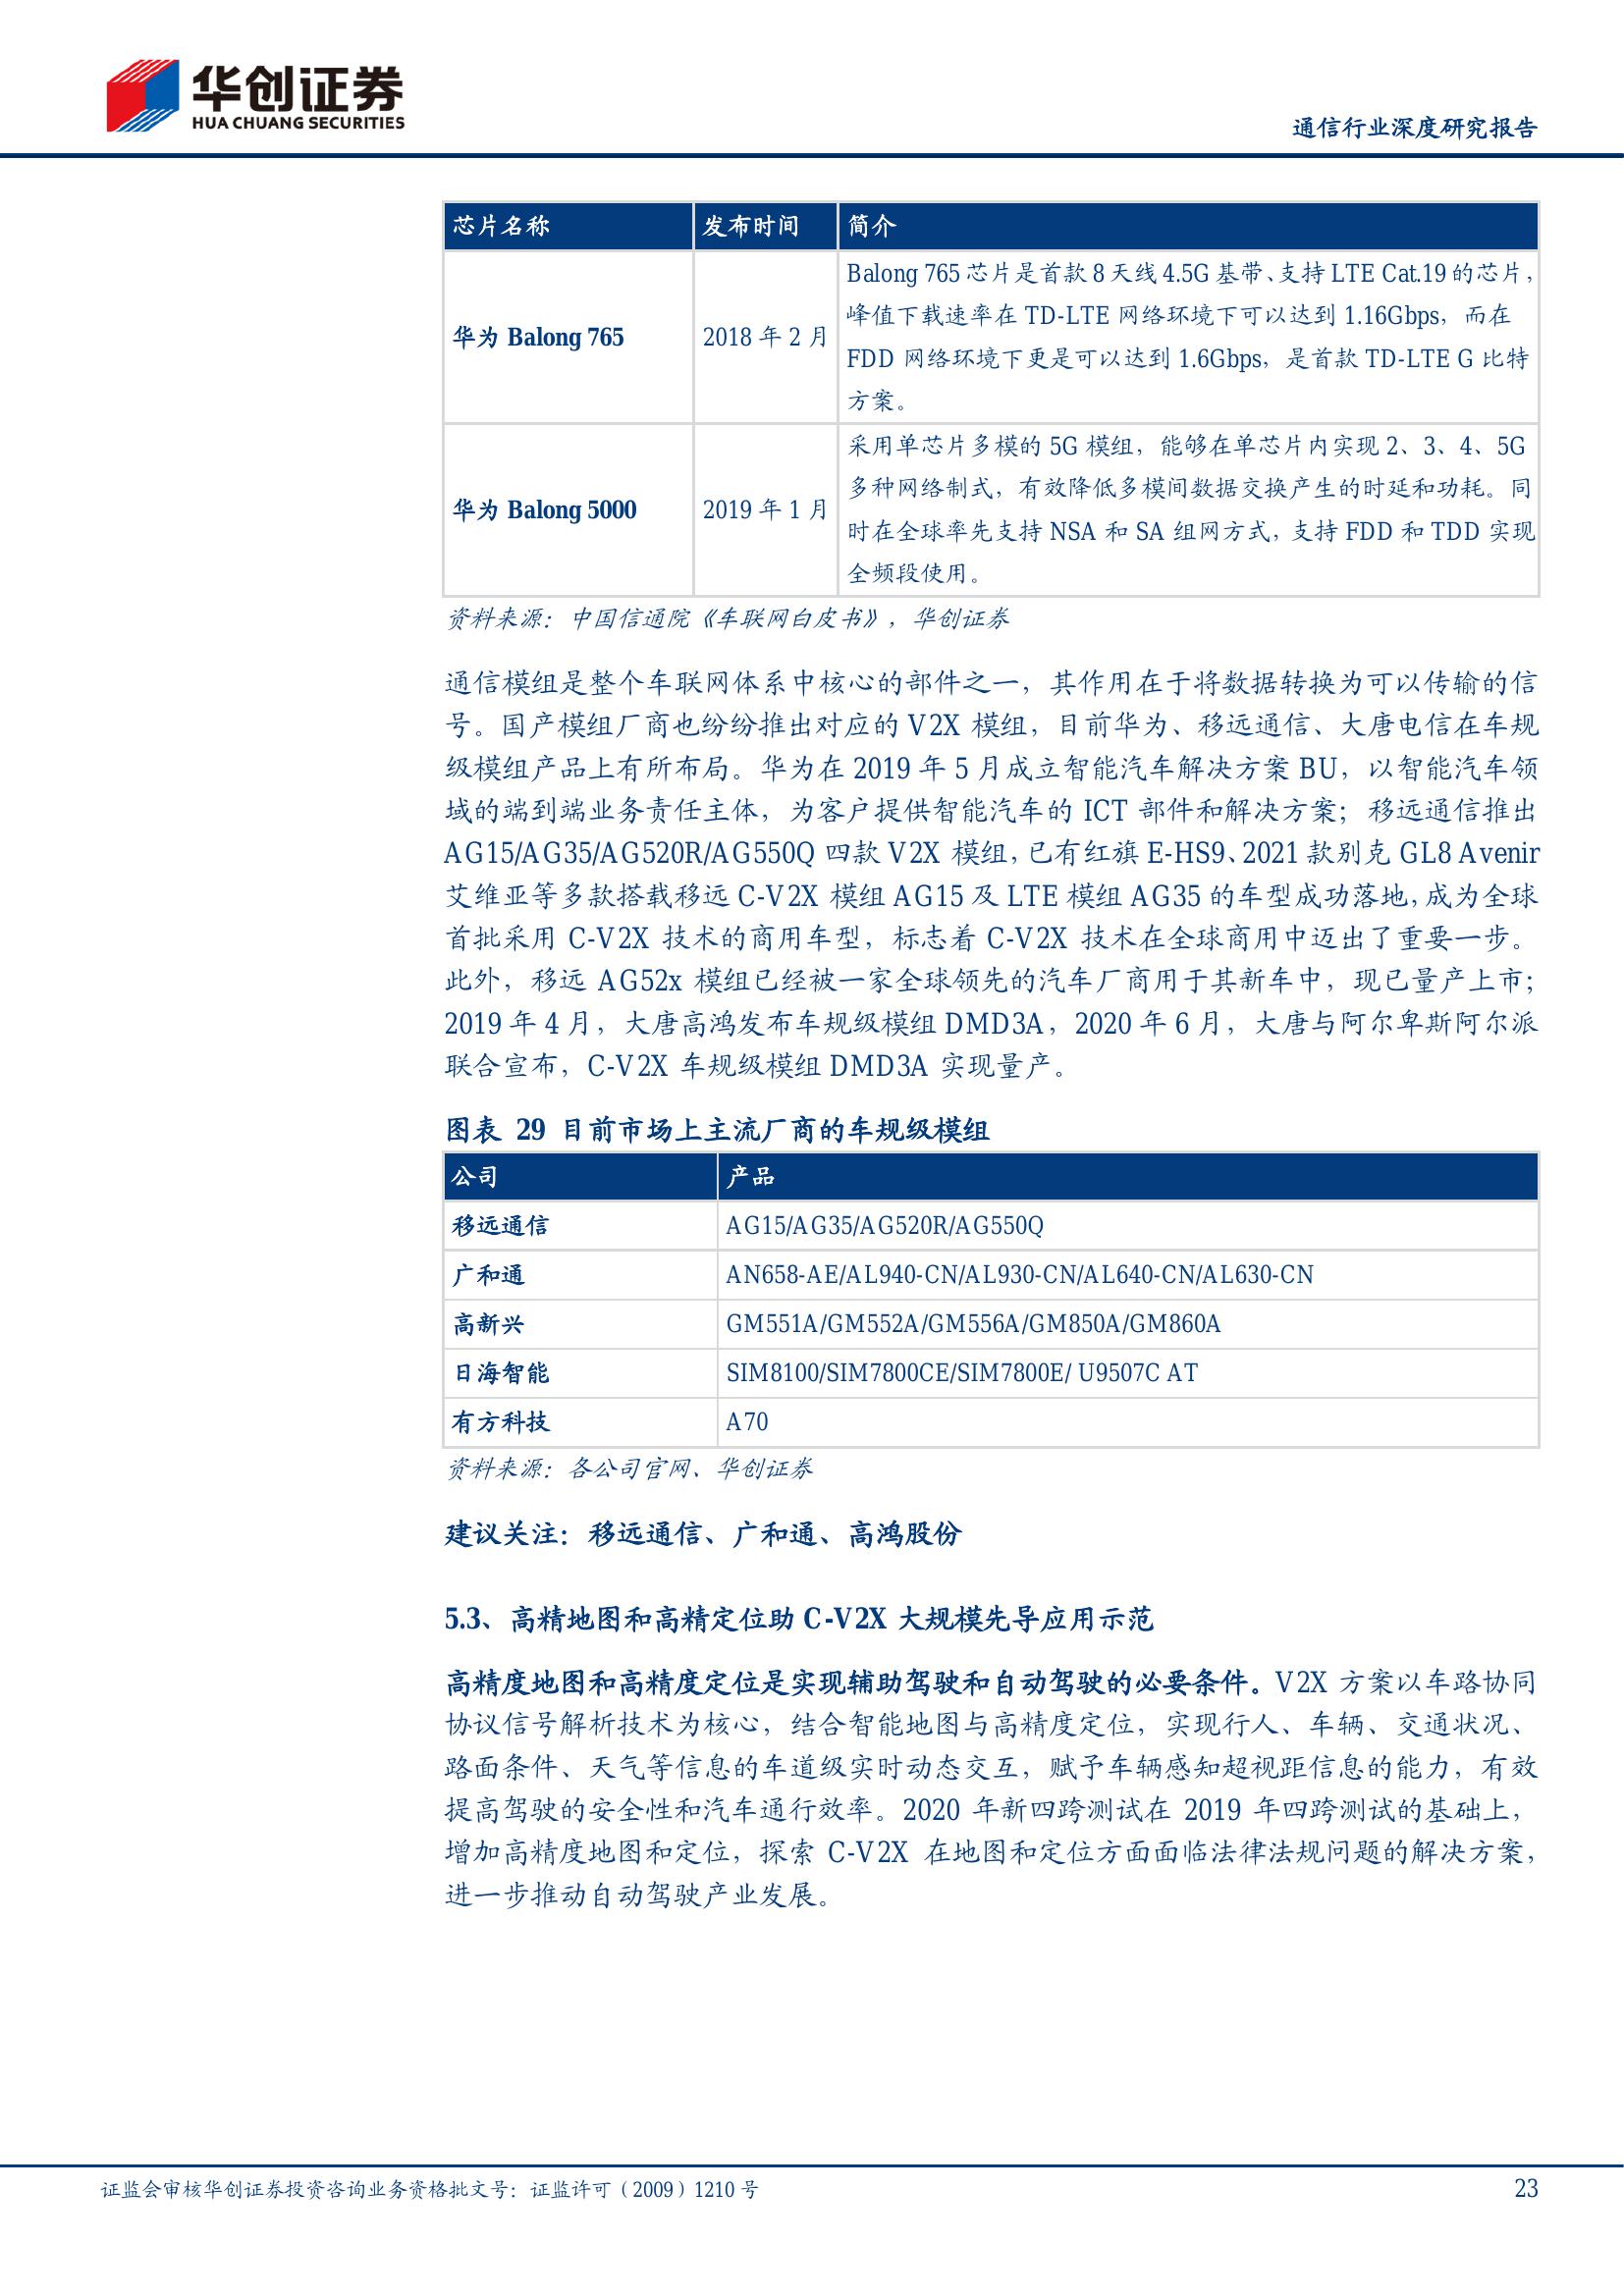 华创证券
HUA CHUANG SECURITIES
通信行业深度研究报告
芯片名称 发布时间 简介
华为 Balong 765 2018 年 2 月 Balong 765 芯片是首款 8 天线 4.5G 基带、支持 LTE Cat.19 的芯片，
峰值下载速率在 TD-LTE 网络环境下可以达到 1.16Gbps，而在
FDD 网络环境下更是可以达到 1.6Gbps，是首款 TD-LTE G 比特
方案。
华为 Balong 5000 2019 年 1 月 采用单芯片多模的 5G 模组，能够在单芯片内实现 2、3、4、5G
多种网络制式，有效降低多模间数据交换产生的时延和功耗。同
时在全球率先支持 NSA 和 SA 组网方式，支持 FDD 和 TDD 实现
全频段使用。
资料来源：中国信通院《车联网白皮书》，华创证券
通信模组是整个车联网体系中核心的部件之一，其作用在于将数据转换为可以传输的信
号。国产模组厂商也纷纷推出对应的 V2X 模组，目前华为、移远通信、大唐电信在车规
级模组产品上有所布局。华为在 2019 年 5 月成立智能汽车解决方案 BU，以智能汽车领
域的端到端业务责任主体，为客户提供智能汽车的 ICT 部件和解决方案；移远通信推出
AG15/AG35/AG520R/AG550Q 四款 V2X 模组，已有红旗 E-HS9、2021 款别克 GL8 Avenir
艾维亚等多款搭载移远 C-V2X 模组 AG15 及 LTE 模组 AG35 的车型成功落地，成为全球
首批采用 C-V2X 技术的商用车型，标志着 C-V2X 技术在全球商用中迈出了重要一步。
此外，移远 AG52x 模组已经被一家全球领先的汽车厂商用于其新车中，现已量产上市；
2019 年 4 月，大唐高鸿发布车规级模组 DMD3A，2020 年 6 月，大唐与阿尔卑斯阿尔派
联合宣布，C-V2X 车规级模组 DMD3A 实现量产。
图表 29 目前市场上主流厂商的车规级模组
公司 产品
移远通信 AG15/AG35/AG520R/AG550Q
广和通 AN658-AE/AL940-CN/AL930-CN/AL640-CN/AL630-CN
高新兴 GM551A/GM552A/GM556A/GM850A/GM860A
日海智能 SIM8100/SIM7800CE/SIM7800E/ U9507C AT
有方科技 A70
资料来源：各公司官网、华创证券
建议关注：移远通信、广和通、高鸿股份
5.3、高精地图和高精定位助 C-V2X 大规模先导应用示范
高精度地图和高精度定位是实现辅助驾驶和自动驾驶的必要条件。V2X 方案以车路协同
协议信号解析技术为核心，结合智能地图与高精度定位，实现行人、车辆、交通状况、
路面条件、天气等信息的车道级实时动态交互，赋予车辆感知超视距信息的能力，有效
提高驾驶的安全性和汽车通行效率。2020 年新四跨测试在 2019 年四跨测试的基础上，
增加高精度地图和定位，探索 C-V2X 在地图和定位方面面临法律法规问题的解决方案，
进一步推动自动驾驶产业发展。
证监会审核华创证券投资咨询业务资格批文号：证监许可（2009）1210 号 23